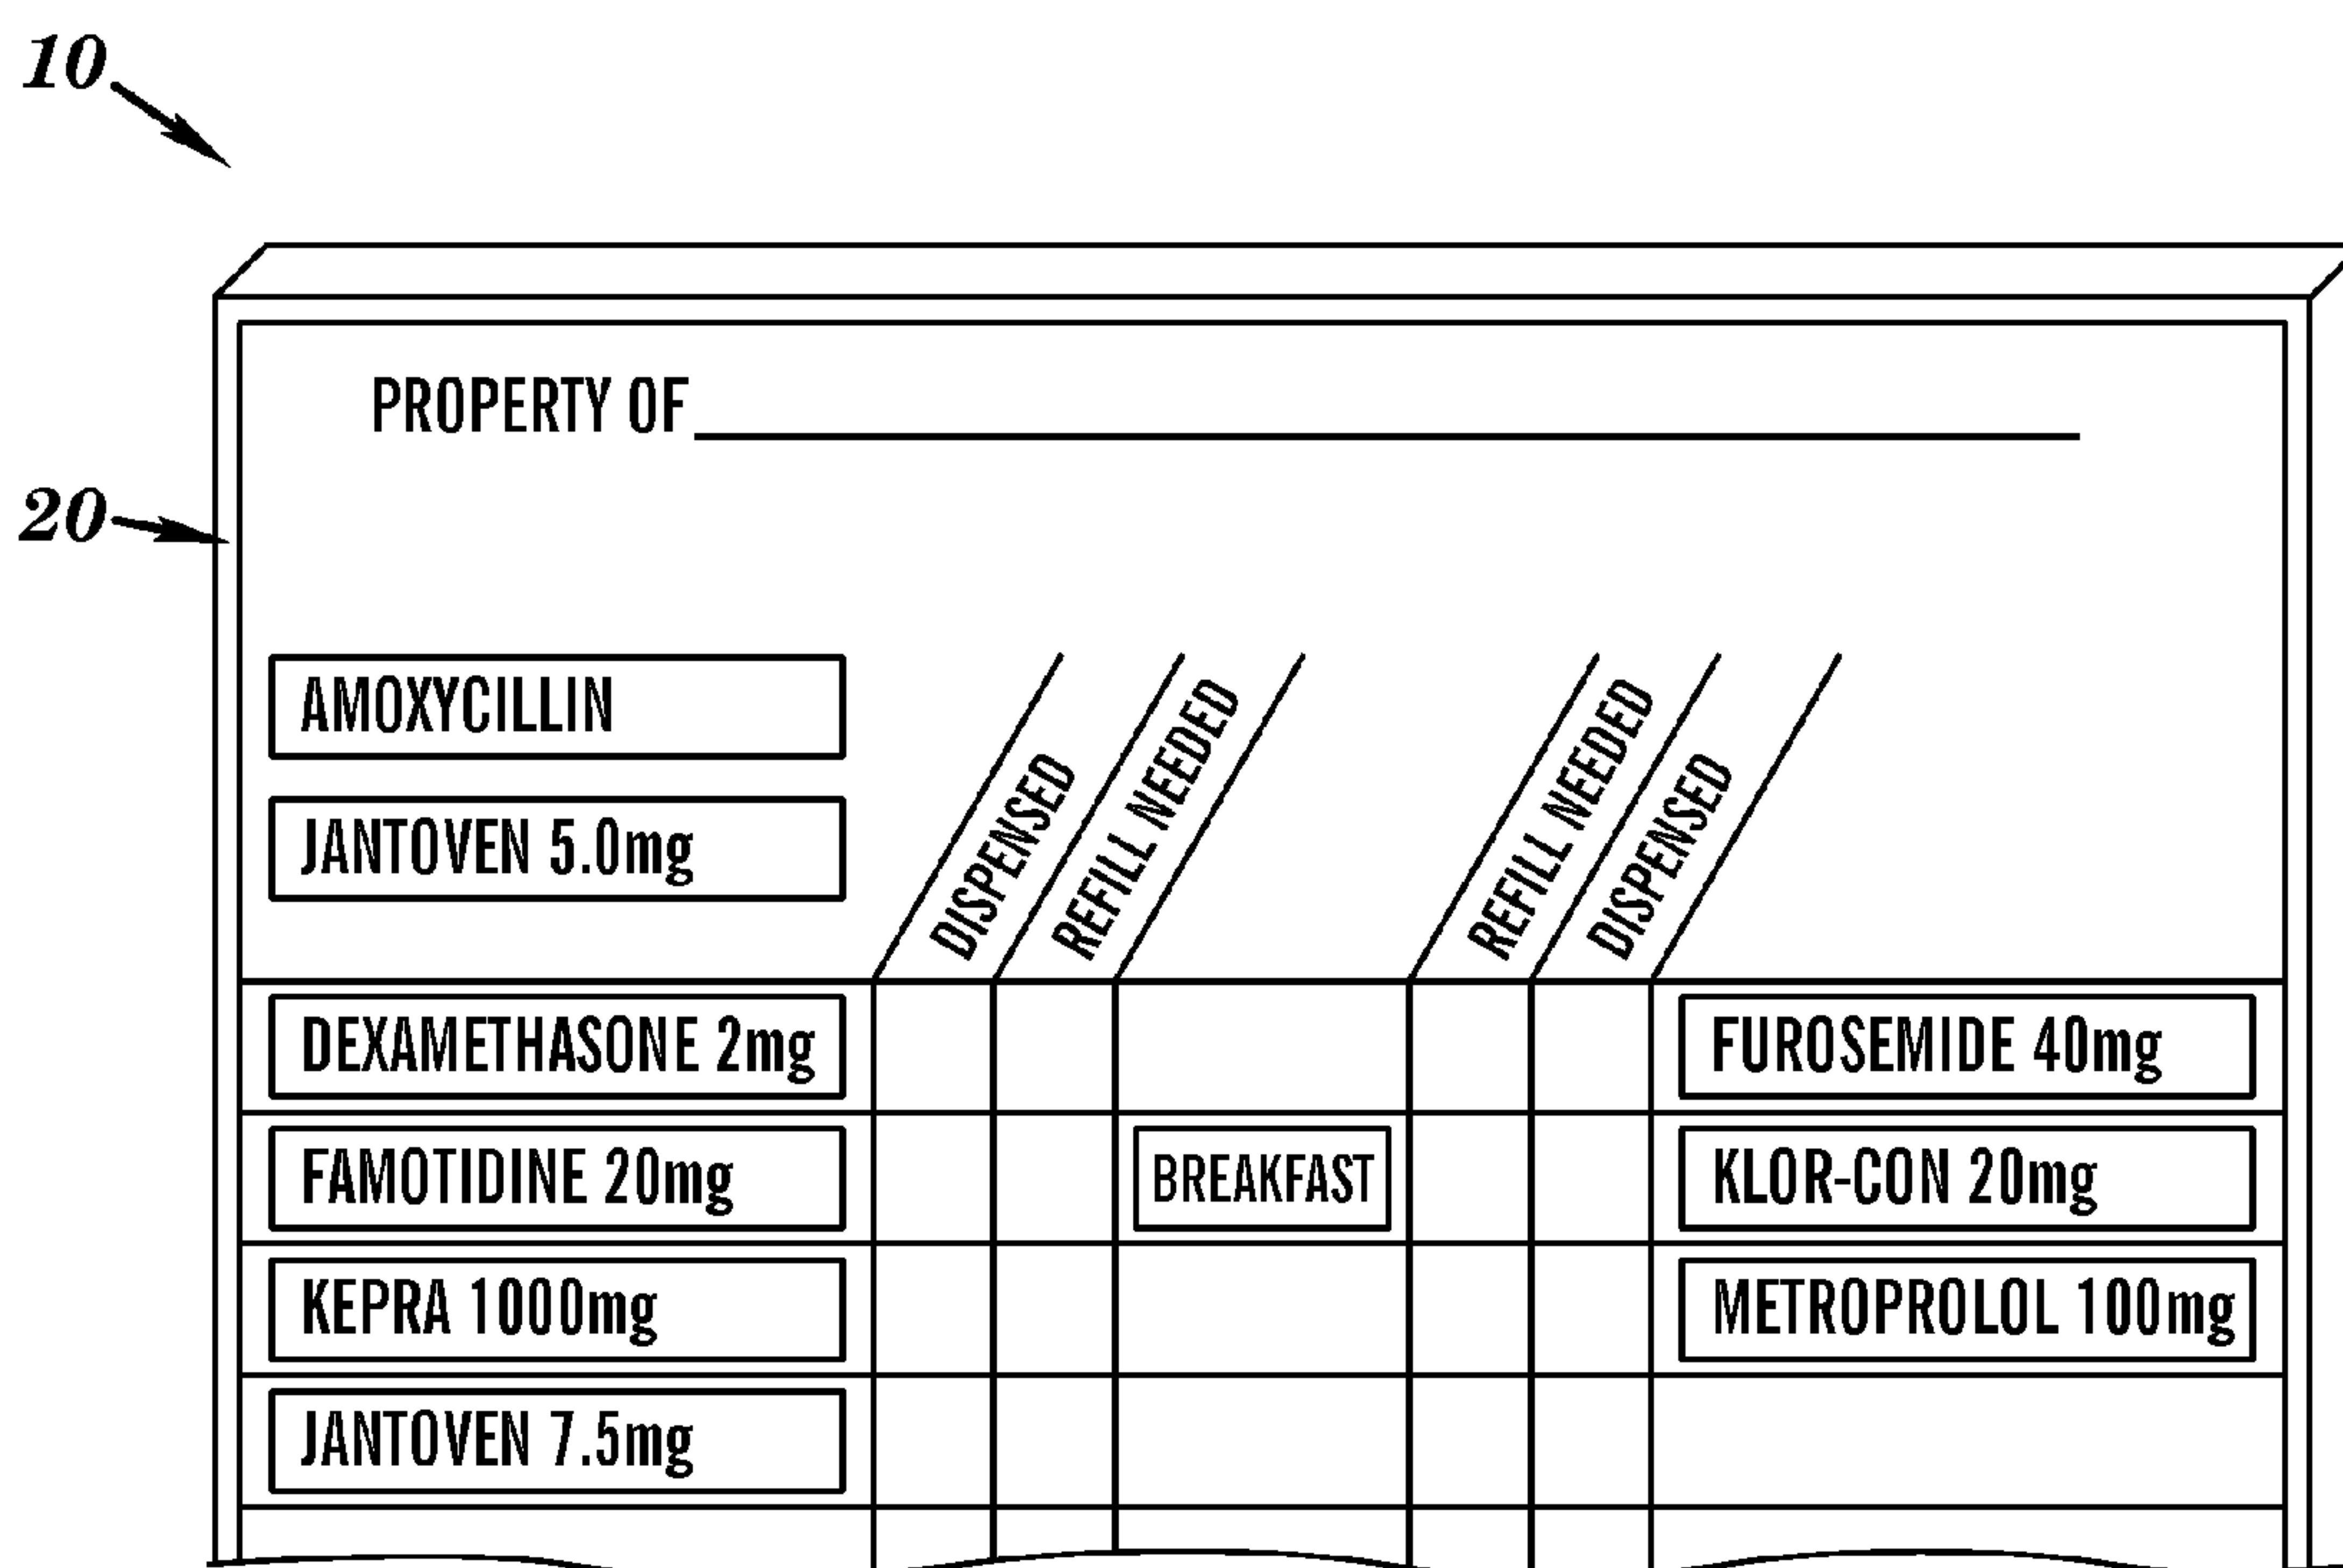 10
PROPERTY OF
20
AMOXYCILLIN
JANTOVEN 5.0mg
DISPENSED
REFILL NEEDED
REFILL NEEDED
DISPENSED
DEXAMETHASONE 2mg
FUROSEMIDE 40mg
FAMOTIDINE 20mg
BREAKFAST
KLOR-CON 20mg
KEPRA 1000mg
METROPROLOL 100mg
JANTOVEN 7.5mg